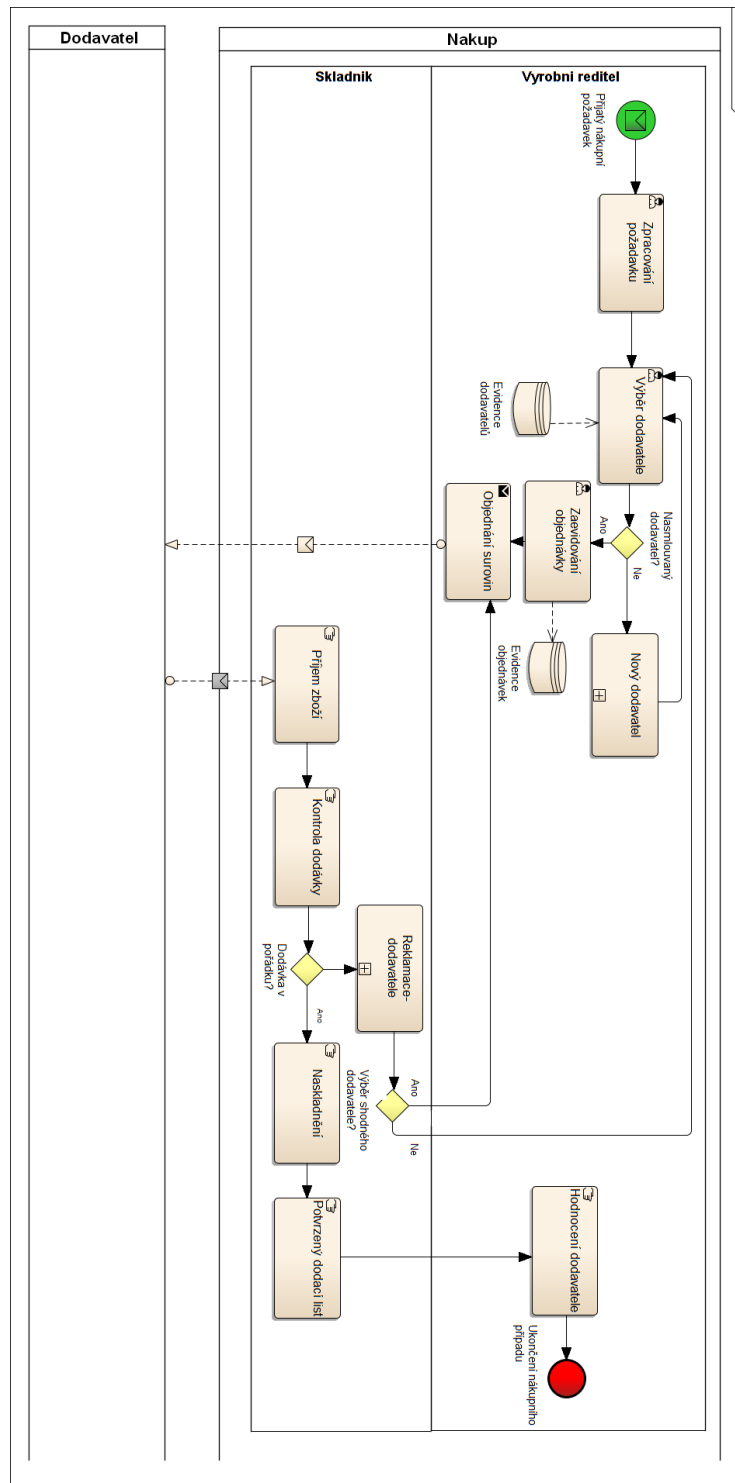 Dodavatel
Nakup
Skladnik
Vyrobni reditel
Přijatý nákupní
požadavek
Zpracování
požadavku
Výběr dodavatele
Evidence
dodavatelů
Nasmlouvaný
dodavatel?
Ano
Ne
Zaevidování
objednávky
Objednání surovin
Evidence
objednávek
Nový dodavatel
Příjem zboží
Kontrola dodávky
Dodávka v
pořádku?
Ano
Reklamace-
dodavatele
Výběr shodného
dodavatele?
Ano
Ne
Naskladnění
Potvrzený dodací list
Hodnocení dodavatele
Ukončení nákupního
případu